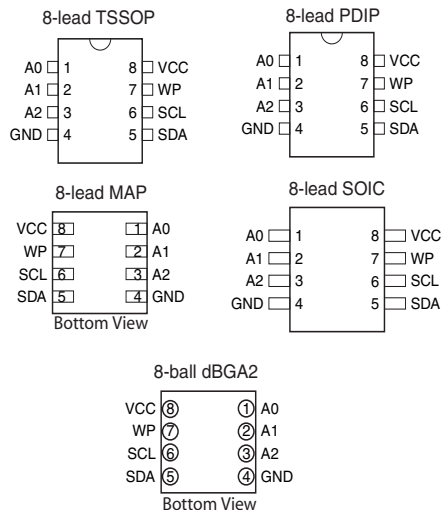 8-lead TSSOP
A0 1 8 VCC
A1 2 7 WP
A2 3 6 SCL
GND 4 5 SDA
8-lead PDIP
A0 1 8 VCC
A1 2 7 WP
A2 3 6 SCL
GND 4 5 SDA
8-lead MAP
VCC 8 1 A0
WP 7 2 A1
SCL 6 3 A2
SDA 5 4 GND
Bottom View
8-lead SOIC
A0 1 8 VCC
A1 2 7 WP
A2 3 6 SCL
GND 4 5 SDA
8-ball dBGA2
VCC 8 1 A0
WP 7 2 A1
SCL 6 3 A2
SDA 5 4 GND
Bottom View